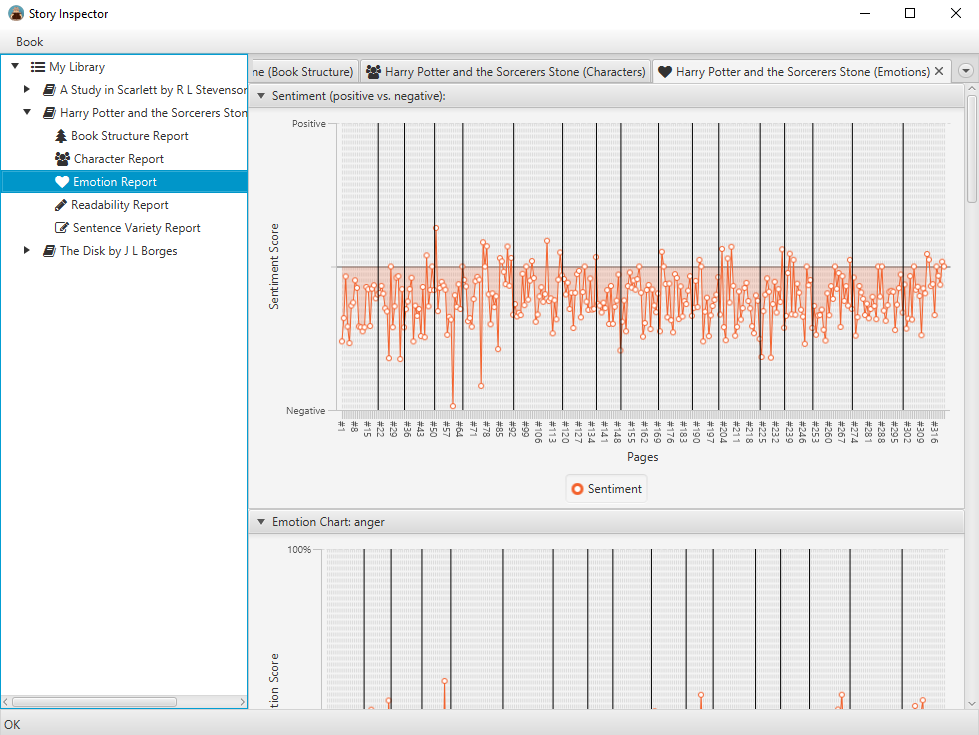 Story Inspector
Book
My Library
A Study in Scarlett by R L Stevenson
Harry Potter and the Sorcerers Ston
Book Structure Report
Character Report
Emotion Report
Readability Report
Sentence Variety Report
The Disk by J L Borges
ne (Book Structure)
Harry Potter and the Sorcerers Stone (Characters)
Harry Potter and the Sorcerers Stone (Emotions)
Sentiment (positive vs. negative):
Positive
Sentiment Score
Negative
#1 #8 #15 #22 #29 #36 #43 #50 #57 #64 #71 #78 #85 #92 #99 #106 #113 #120 #127 #134 #141 #148 #155 #162 #169 #176 #183 #190 #197 #204 #211 #218 #225 #232 #239 #246 #253 #260 #267 #274 #281 #288 #295 #302 #309 #316
Pages
Sentiment
Emotion Chart: anger
100%
tion Score
OK